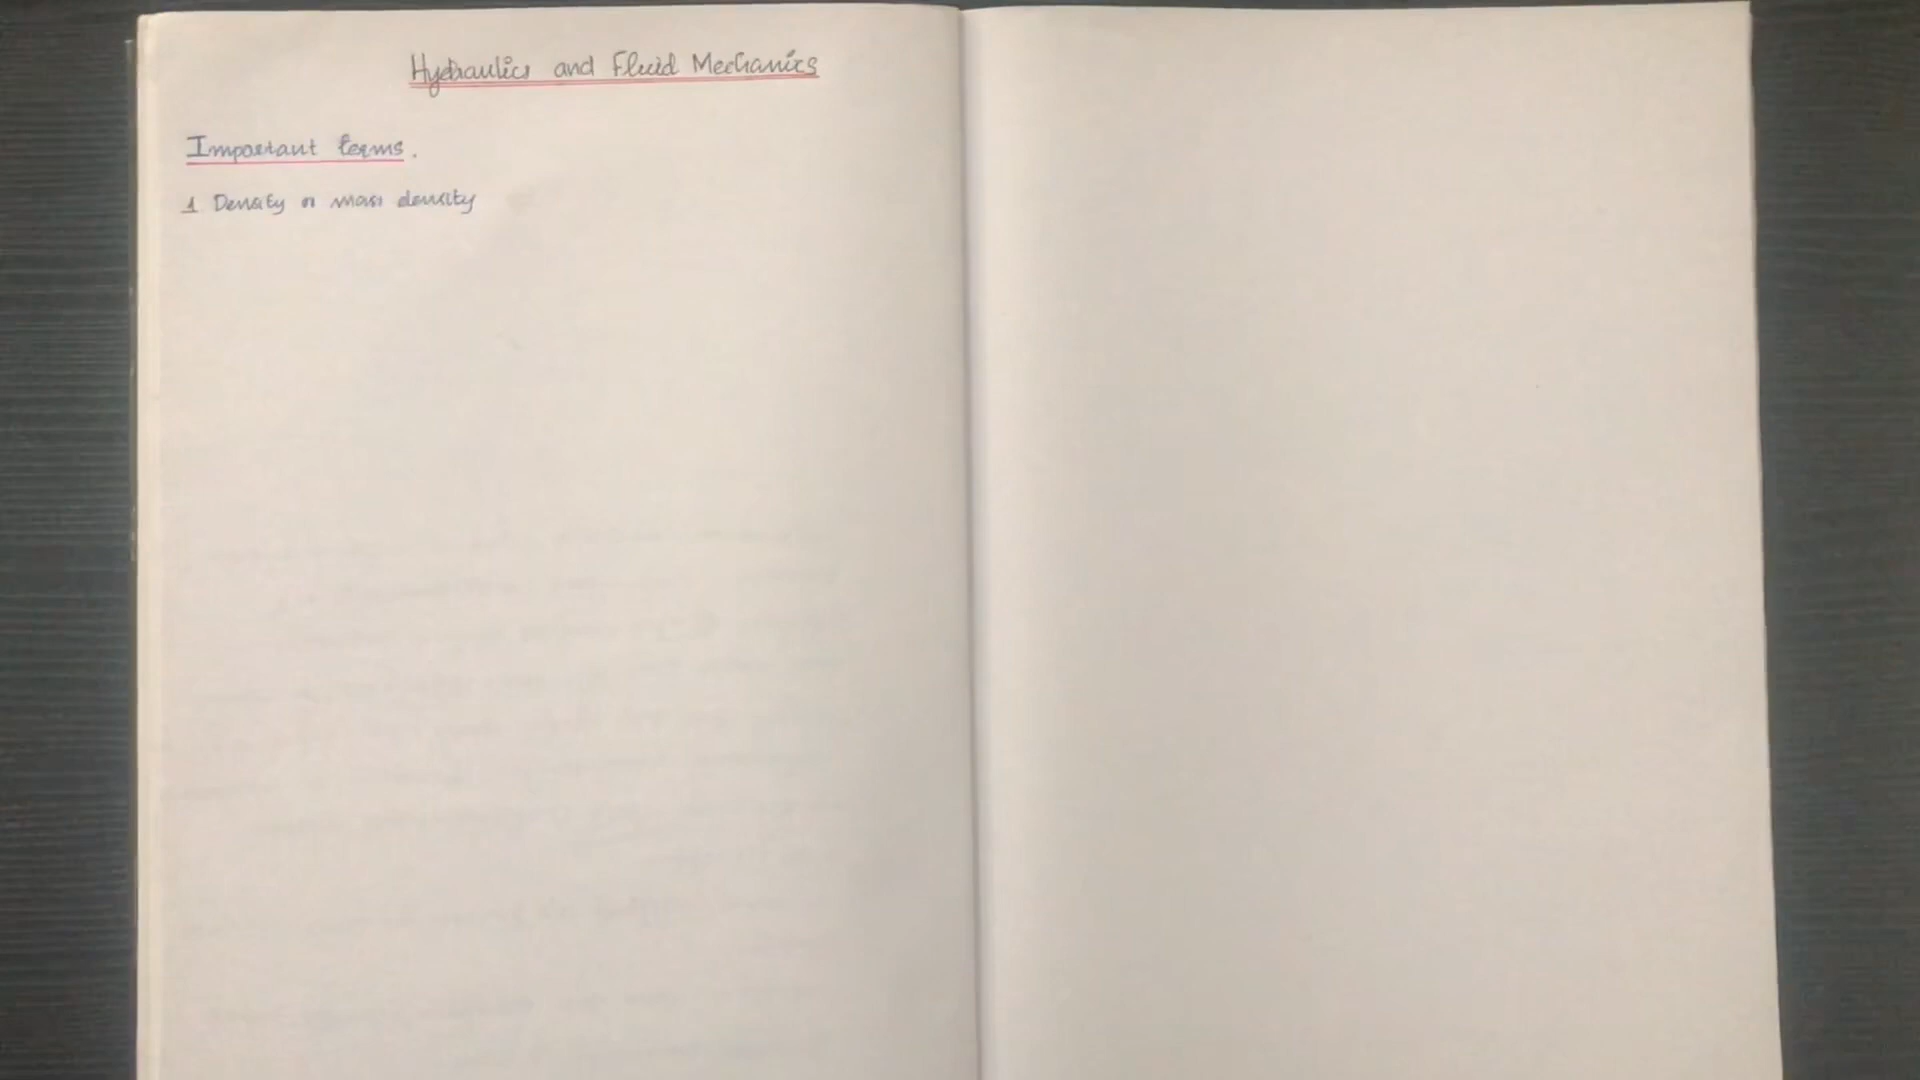 Hydraulics and Fluid Mechanics
Important terms.
1 Density or mass density